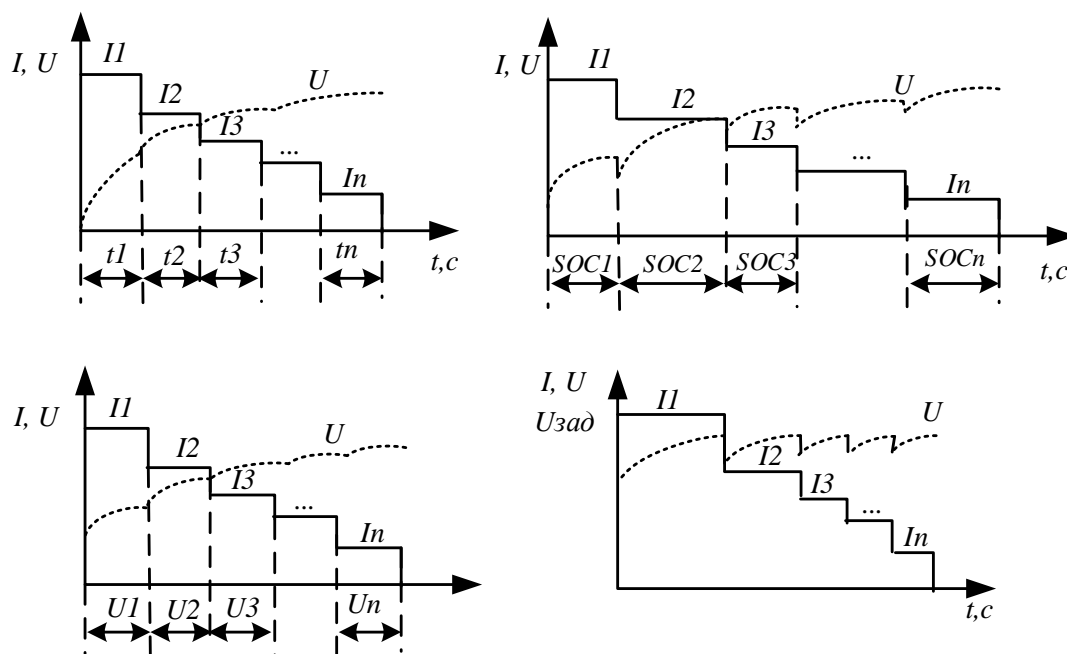 I, U
I1
I2
I3
...
In
U
t,c
t1
t2
t3
tn
I, U
I1
I2
I3
...
In
U
t,c
SOC1
SOC2
SOC3
SOCn
I, U
I1
I2
I3
...
In
U
U1
U2
U3
Un
I, U
Uзад
I1
I2
I3
...
In
U
t,c